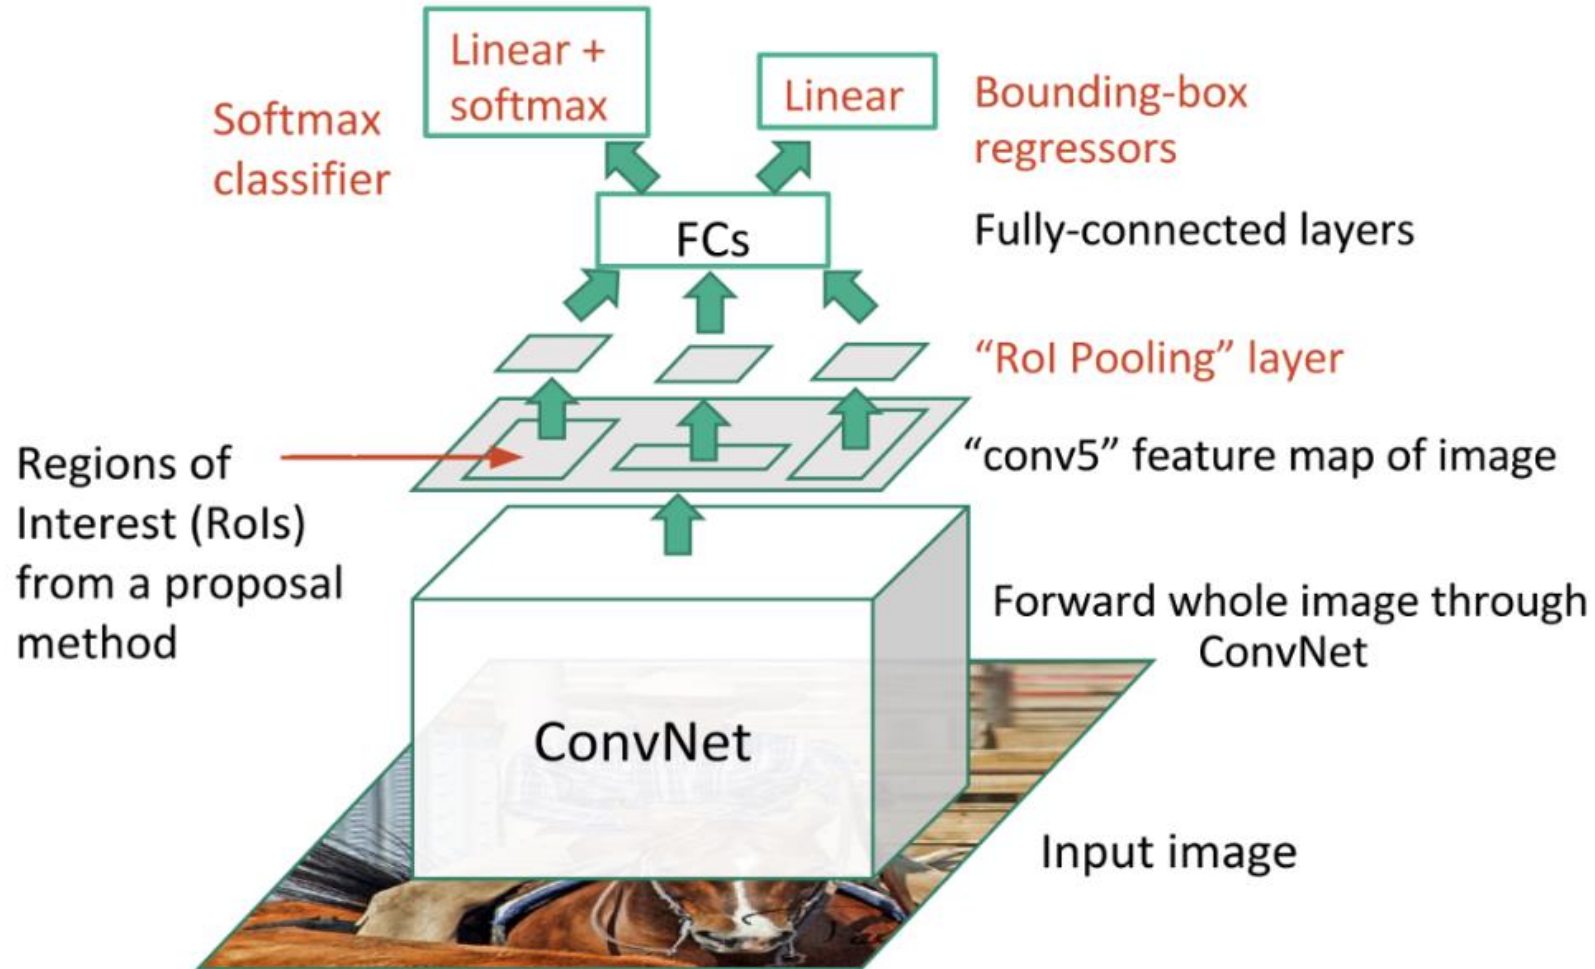 Linear +
softmax
Linear
Softmax
classifier
Bounding-box
regressors
FCs
Fully-connected layers
“RoI Pooling” layer
Regions of
Interest (RoIs)
from a proposal
method
“conv5” feature map of image
Forward whole image through
ConvNet
ConvNet
Input image